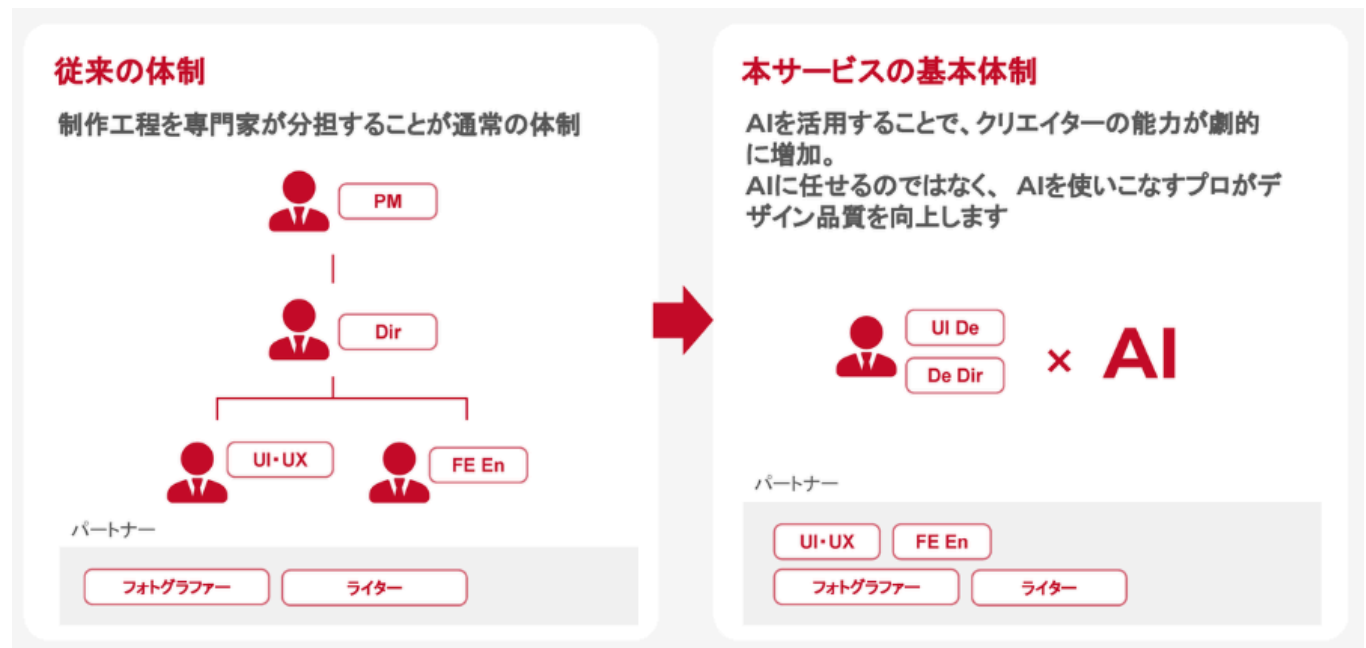 従来の体制
制作工程を専門家が分担することが通常の体制
PM
Dir
UI・UX
FE En
パートナー
フォトグラファー
ライター
本サービスの基本体制
AIを活用することで、クリエイターの能力が劇的
に増加。
AIに任せるのではなく、 AIを使いこなすプロがデ
ザイン品質を向上します
UI De
De Dir
× AI
パートナー
UI・UX
FE En
フォトグラファー
ライター